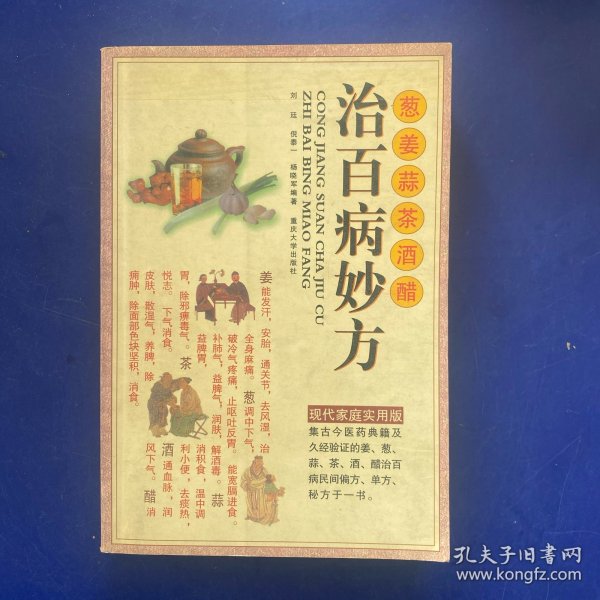 葱姜蒜茶酒醋
治百病妙方
CONG JIANG SUAN CHA JIU CU
ZHI BAI BING MIAO FANG
刘廷 倪泰一 杨晓军编著 重庆大学出版社
姜能发汗，安胎，通关节，去风湿，治
全身麻痛。葱调中下气，
破冷气疼痛，止呕吐反胃。能宽膈进食。
补肺气，益脾气，润肤，解酒毒。蒜
益脾胃，
消积食，温中调
胃，除邪痹毒气。茶
利小便，去痰热，
悦志。下气消食。
酒通血脉，润
皮肤，散湿气，养脾，除
风下气。醋消
痈肿，除面部色块坚积，消食。
现代家庭实用版
集古今医药典籍及
久经验证的姜、葱、
蒜、茶、酒、醋治百
病民间偏方、单方、
秘方于一书。
孔夫子旧书网
www.kongfz.com